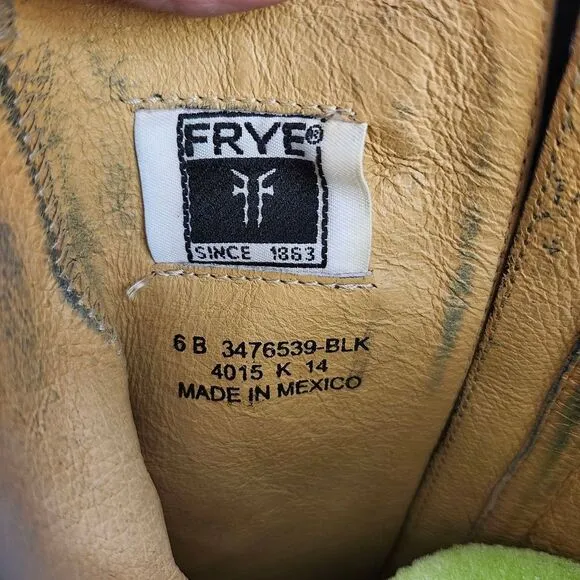 FRYE®
SINCE 1863
6 B 3476539-BLK
4015 K 14
MADE IN MEXICO